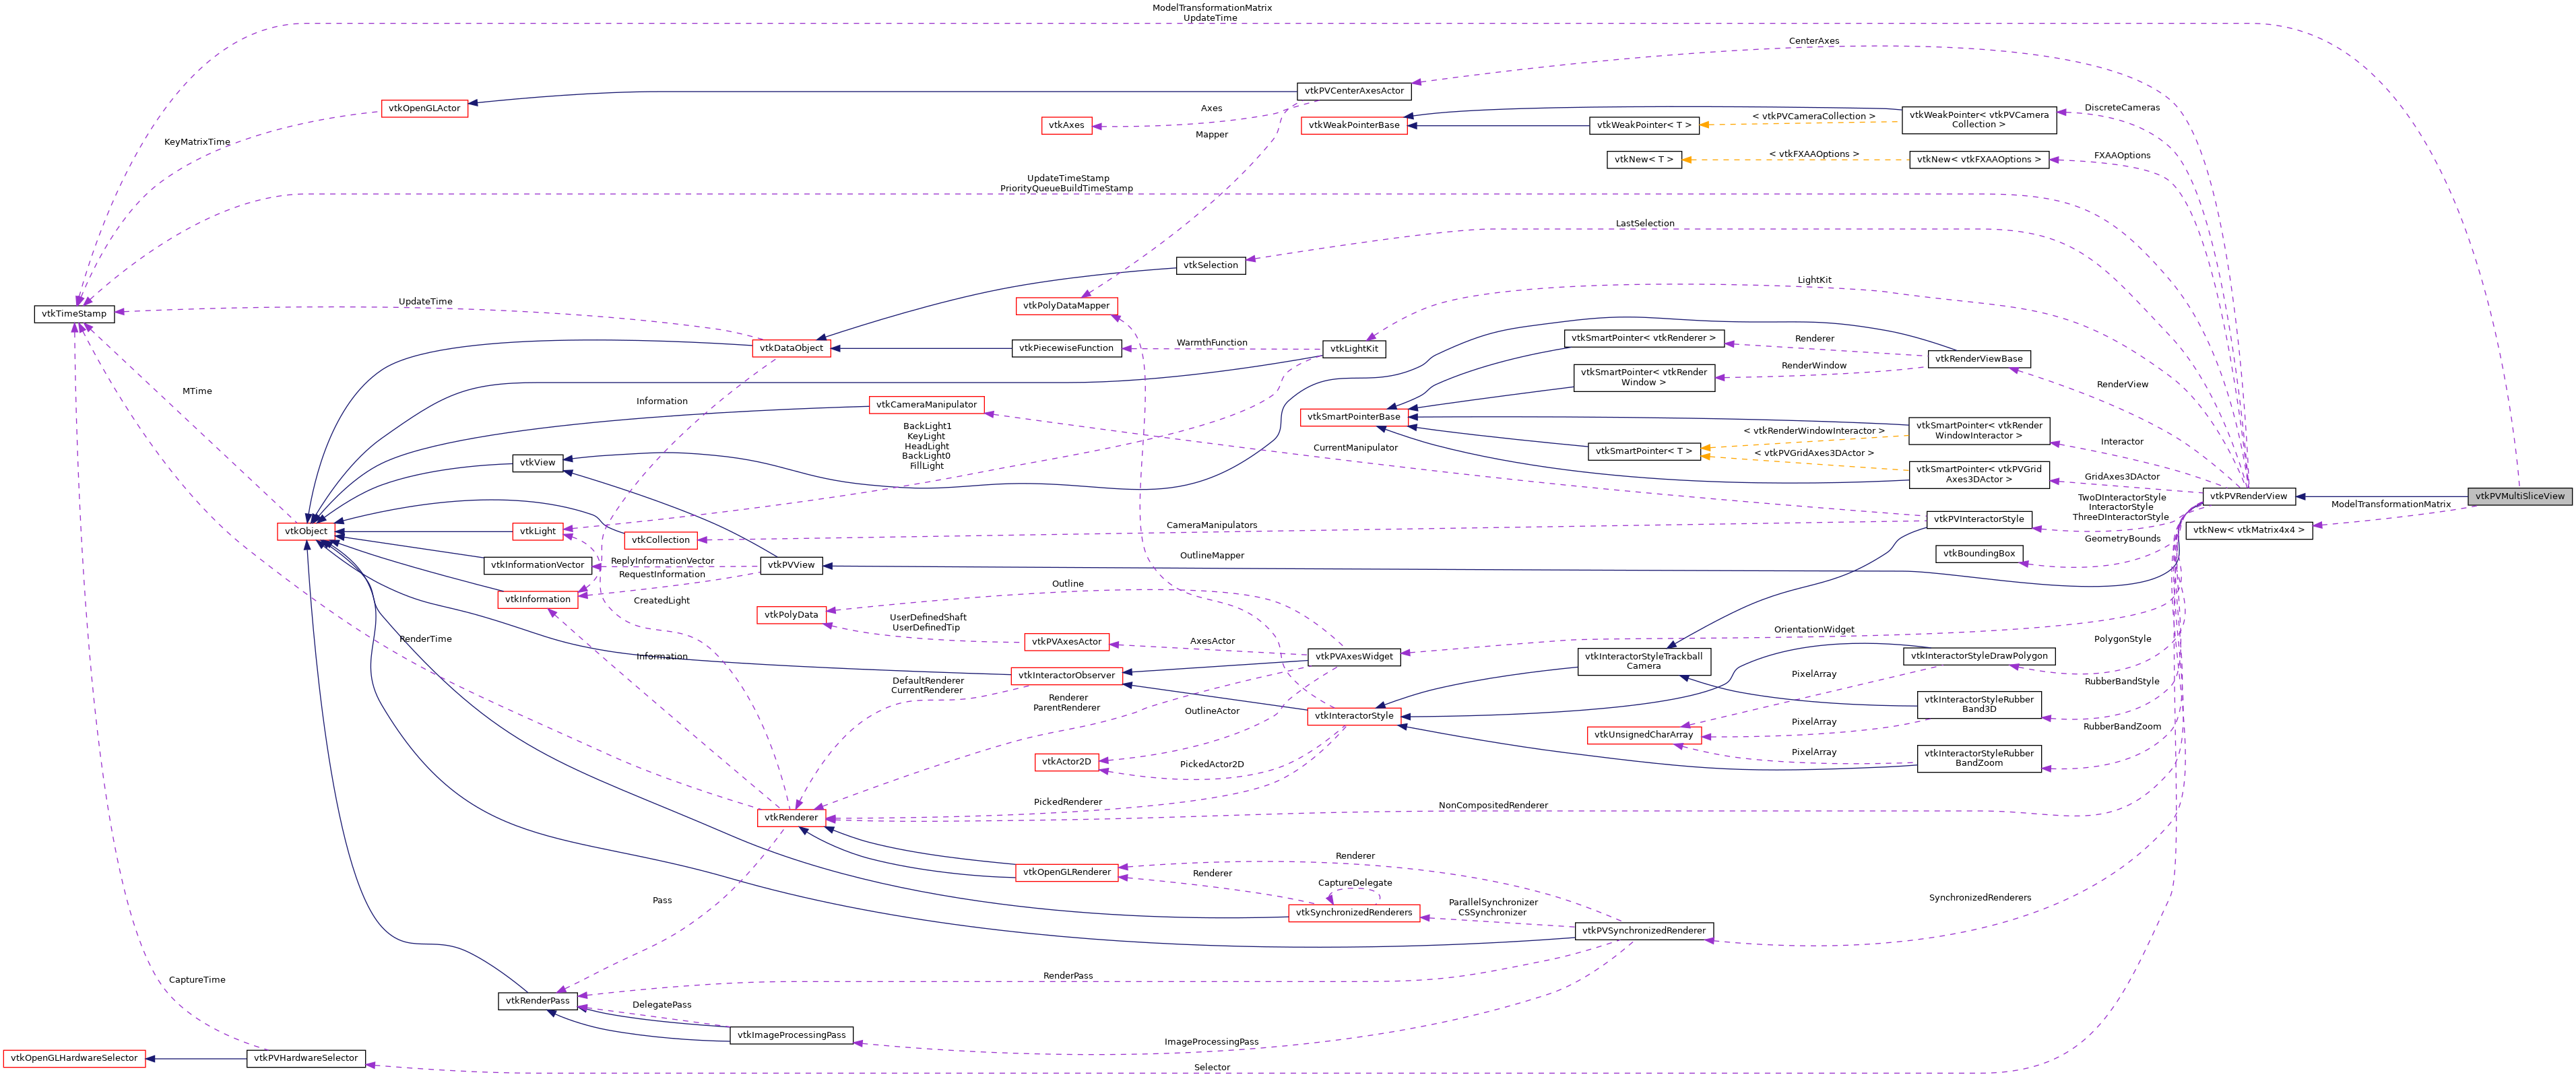 ModelTransformationMatrix
UpdateTime
CenterAxes
vtkOpenGLActor
vtkPVCenterAxesActor
KeyMatrixTime
Axes
Mapper
vtkAxes
vtkWeakPointerBase
vtkWeakPointer< T >
< vtkPVCameraCollection >
vtkWeakPointer< vtkPVCamera
Collection >
DiscreteCameras
vtkNew< T >
< vtkFXAAOptions >
vtkNew< vtkFXAAOptions >
FXAAOptions
UpdateTimeStamp
PriorityQueueBuildTimeStamp
LastSelection
vtkSelection
LightKit
vtkTimeStamp
UpdateTime
vtkPolyDataMapper
vtkDataObject
vtkPiecewiseFunction
WarmthFunction
vtkLightKit
vtkSmartPointer< vtkRenderer >
Renderer
vtkRenderViewBase
RenderWindow
vtkSmartPointer< vtkRender
Window >
RenderView
MTime
Information
vtkCameraManipulator
vtkSmartPointerBase
BackLight1
KeyLight
HeadLight
BackLight0
FillLight
CurrentManipulator
vtkSmartPointer< T >
< vtkRenderWindowInteractor >
< vtkPVGridAxes3DActor >
vtkSmartPointer< vtkRender
WindowInteractor >
Interactor
vtkSmartPointer< vtkPVGrid
Axes3DActor >
GridAxes3DActor
vtkView
vtkPVRenderView
vtkPVMultiSliceView
ModelTransformationMatrix
vtkNew< vtkMatrix4x4 >
TwoDInteractorStyle
InteractorStyle
ThreeDInteractorStyle
vtkPVInteractorStyle
CameraManipulators
vtkObject
vtkLight
vtkCollection
GeometryBounds
vtkBoundingBox
OutlineMapper
vtkInformationVector
ReplyInformationVector
RequestInformation
vtkPVView
vtkInformation
CreatedLight
Outline
vtkPolyData
UserDefinedShaft
UserDefinedTip
vtkPVAxesActor
AxesActor
vtkPVAxesWidget
OrientationWidget
RenderTime
Information
vtkInteractorObserver
DefaultRenderer
CurrentRenderer
Renderer
ParentRenderer
OutlineActor
vtkInteractorStyle
vtkInteractorStyleTrackball
Camera
vtkInteractorStyleDrawPolygon
PolygonStyle
PixelArray
vtkInteractorStyleRubber
Band3D
RubberBandStyle
vtkUnsignedCharArray
PixelArray
PixelArray
vtkInteractorStyleRubber
BandZoom
RubberBandZoom
vtkActor2D
PickedActor2D
PickedRenderer
NonCompositedRenderer
vtkRenderer
vtkOpenGLRenderer
Renderer
Renderer
CaptureDelegate
vtkSynchronizedRenderers
ParallelSynchronizer
CSSynchronizer
vtkPVSynchronizedRenderer
SynchronizedRenderers
Pass
CaptureTime
RenderPass
vtkRenderPass
DelegatePass
vtkImageProcessingPass
ImageProcessingPass
vtkOpenGLHardwareSelector
vtkPVHardwareSelector
Selector